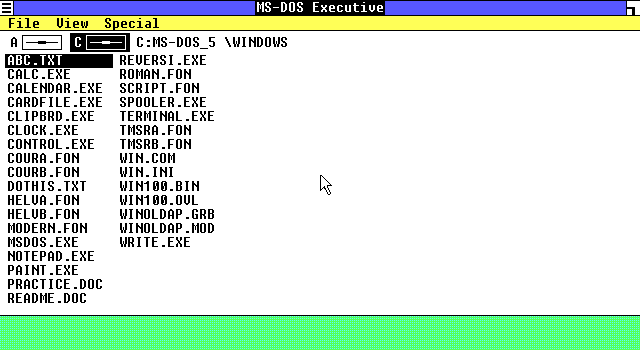 MS-DOS Executive
File View Special
A C C:MS-DOS_5 \WINDOWS
ABC.TXT REVERSI.EXE
CALC.EXE ROMAN.FON
CALENDAR.EXE SCRIPT.FON
CARDFILE.EXE SPOOLER.EXE
CLIPBRD.EXE TERMINAL.EXE
CLOCK.EXE TMSRA.FON
CONTROL.EXE TMSRB.FON
COURA.FON WIN.COM
COURB.FON WIN.INI
DOTHIS.TXT WIN100.BIN
HELVA.FON WIN100.OVL
HELVB.FON WINOLDAP.GRB
MODERN.FON WINOLDAP.MOD
MSDOS.EXE WRITE.EXE
NOTEPAD.EXE
PAINT.EXE
PRACTICE.DOC
README.DOC